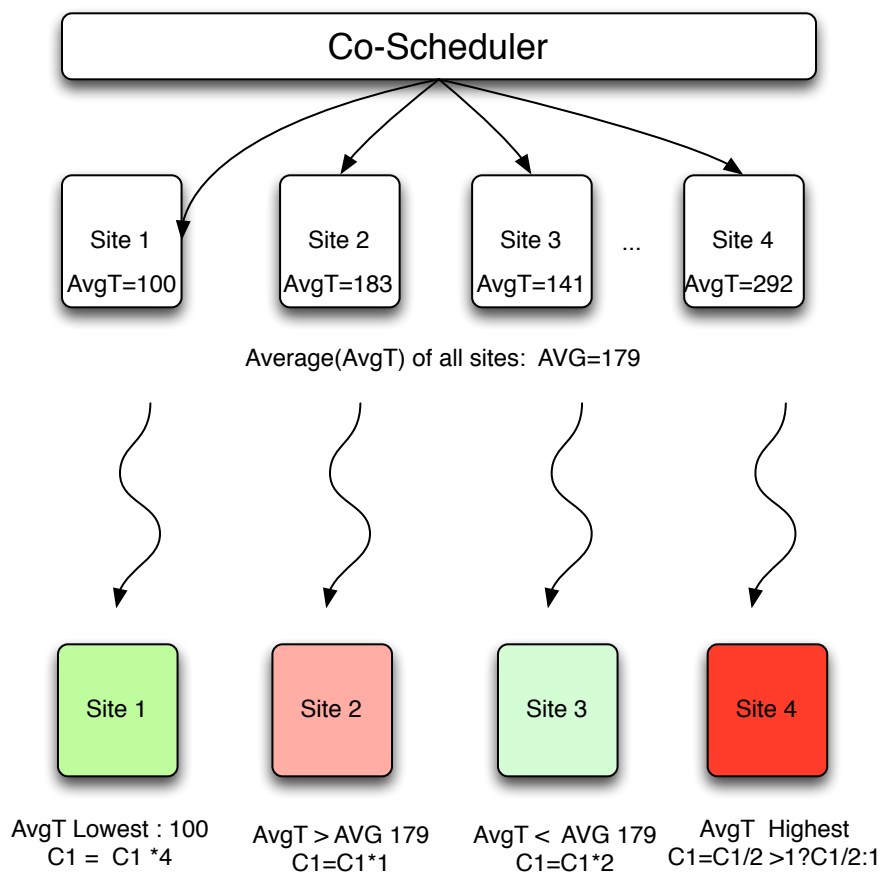 Co-Scheduler
Site 1
AvgT=100
Site 2
AvgT=183
Site 3
AvgT=141
...
Site 4
AvgT=292
Average(AvgT) of all sites: AVG=179
Site 1
Site 2
Site 3
Site 4
AvgT Lowest : 100
C1 = C1 *4
AvgT > AVG 179
C1=C1*1
AvgT < AVG 179
C1=C1*2
AvgT Highest
C1=C1/2 >1?C1/2:1